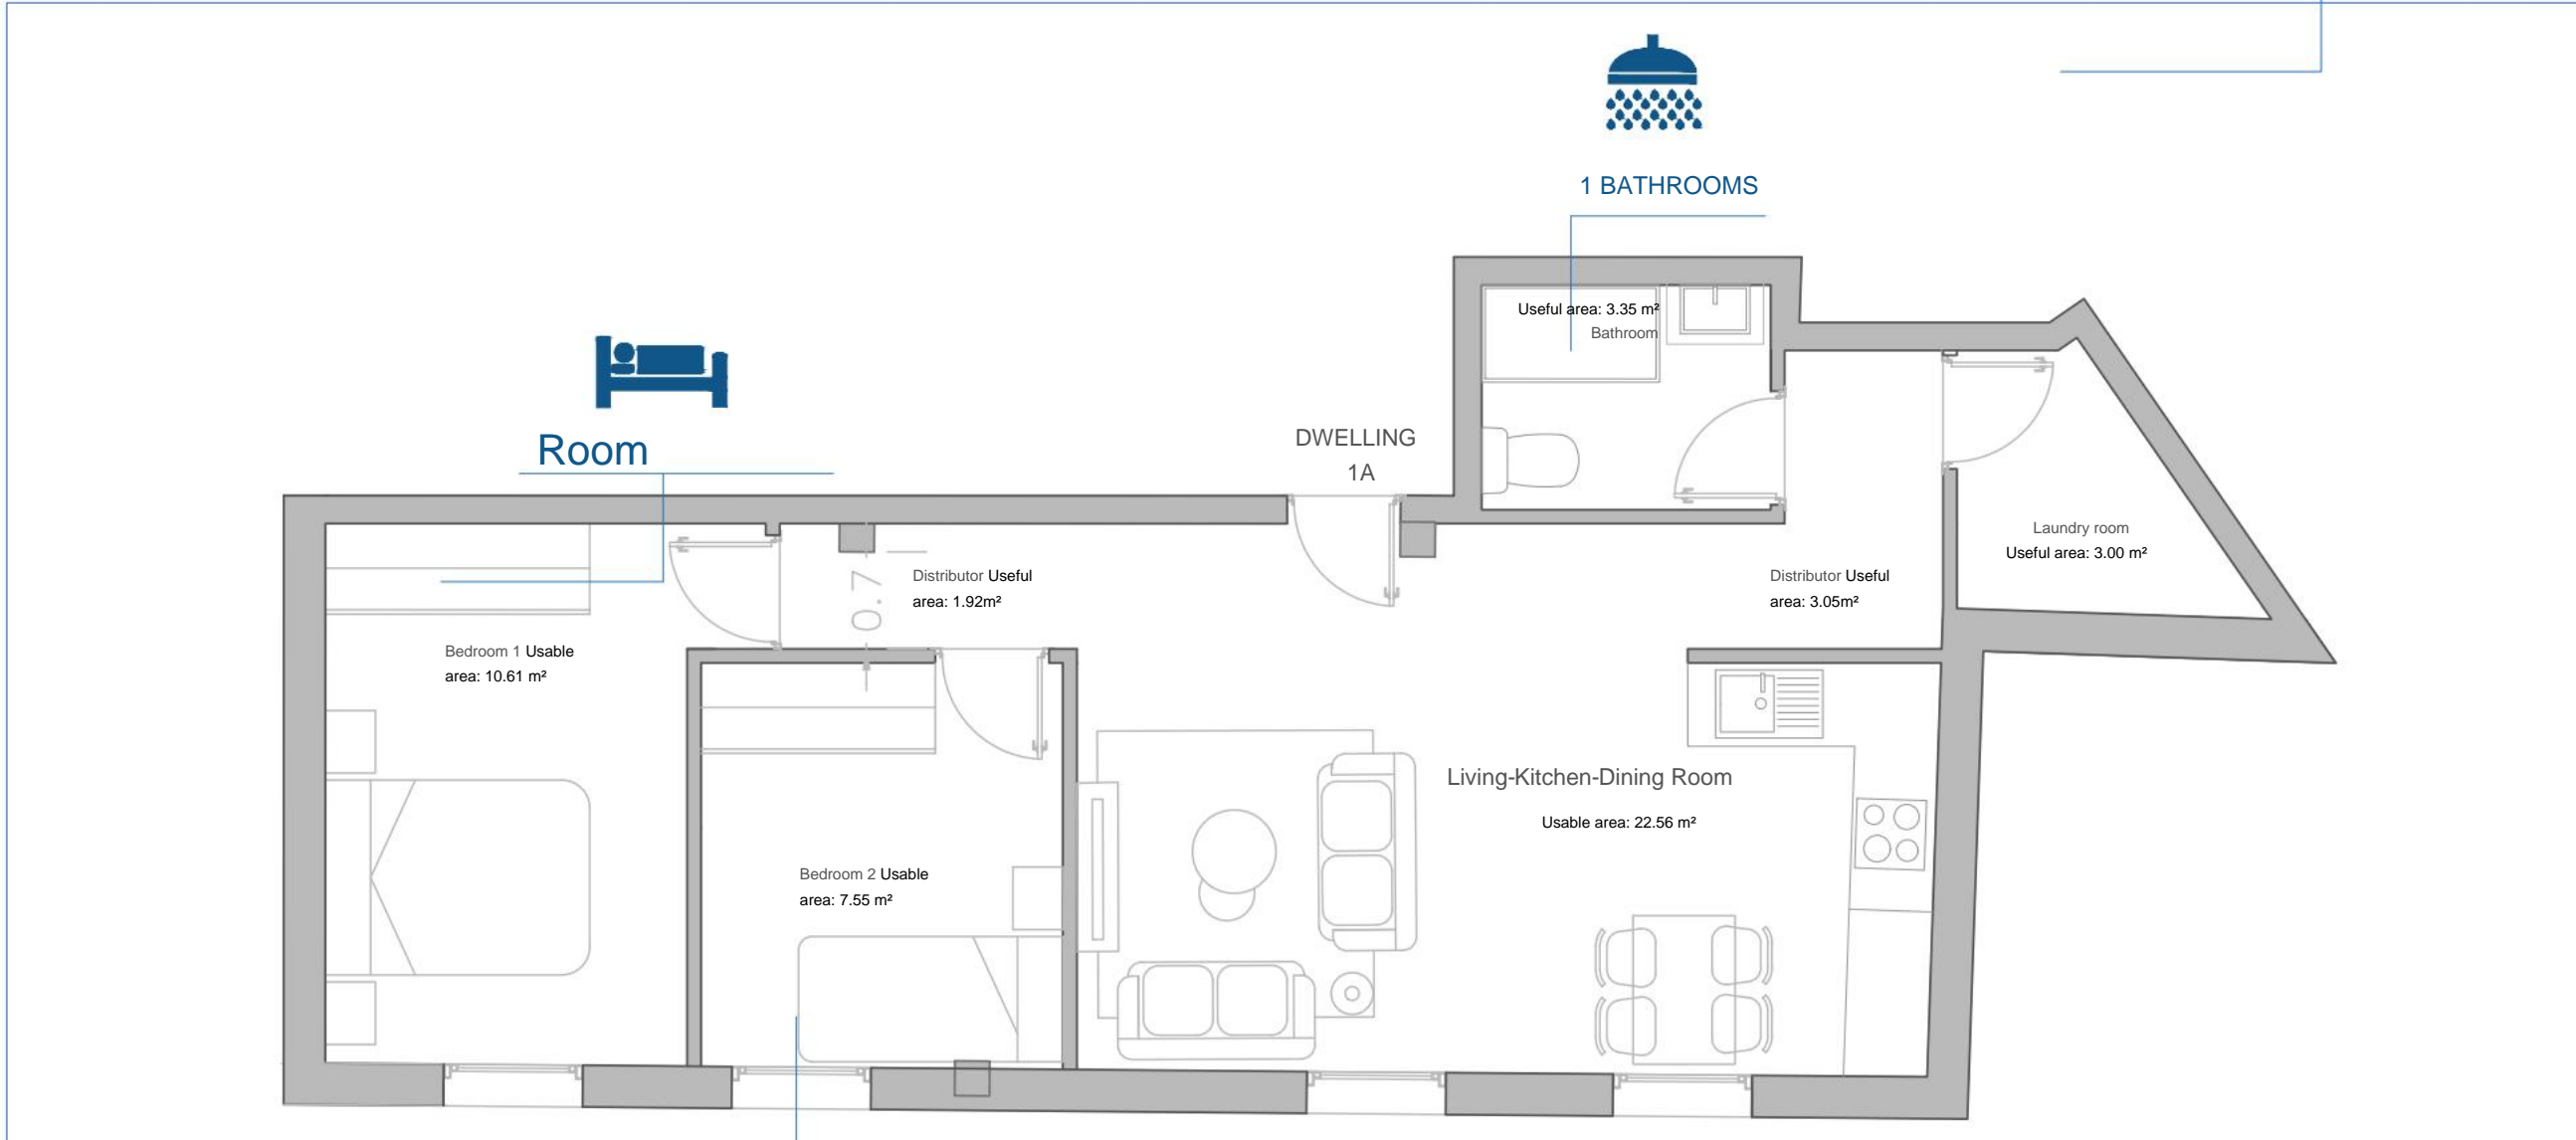 1 BATHROOMS
Useful area: 3.35 m²
Bathroom
Room
DWELLING
1A
Laundry room
Useful area: 3.00 m²
0.7
Distributor Useful
area: 1.92m²
Distributor Useful
area: 3.05m²
Bedroom 1 Usable
area: 10.61 m²
Living-Kitchen-Dining Room
Usable area: 22.56 m²
Bedroom 2 Usable
area: 7.55 m²